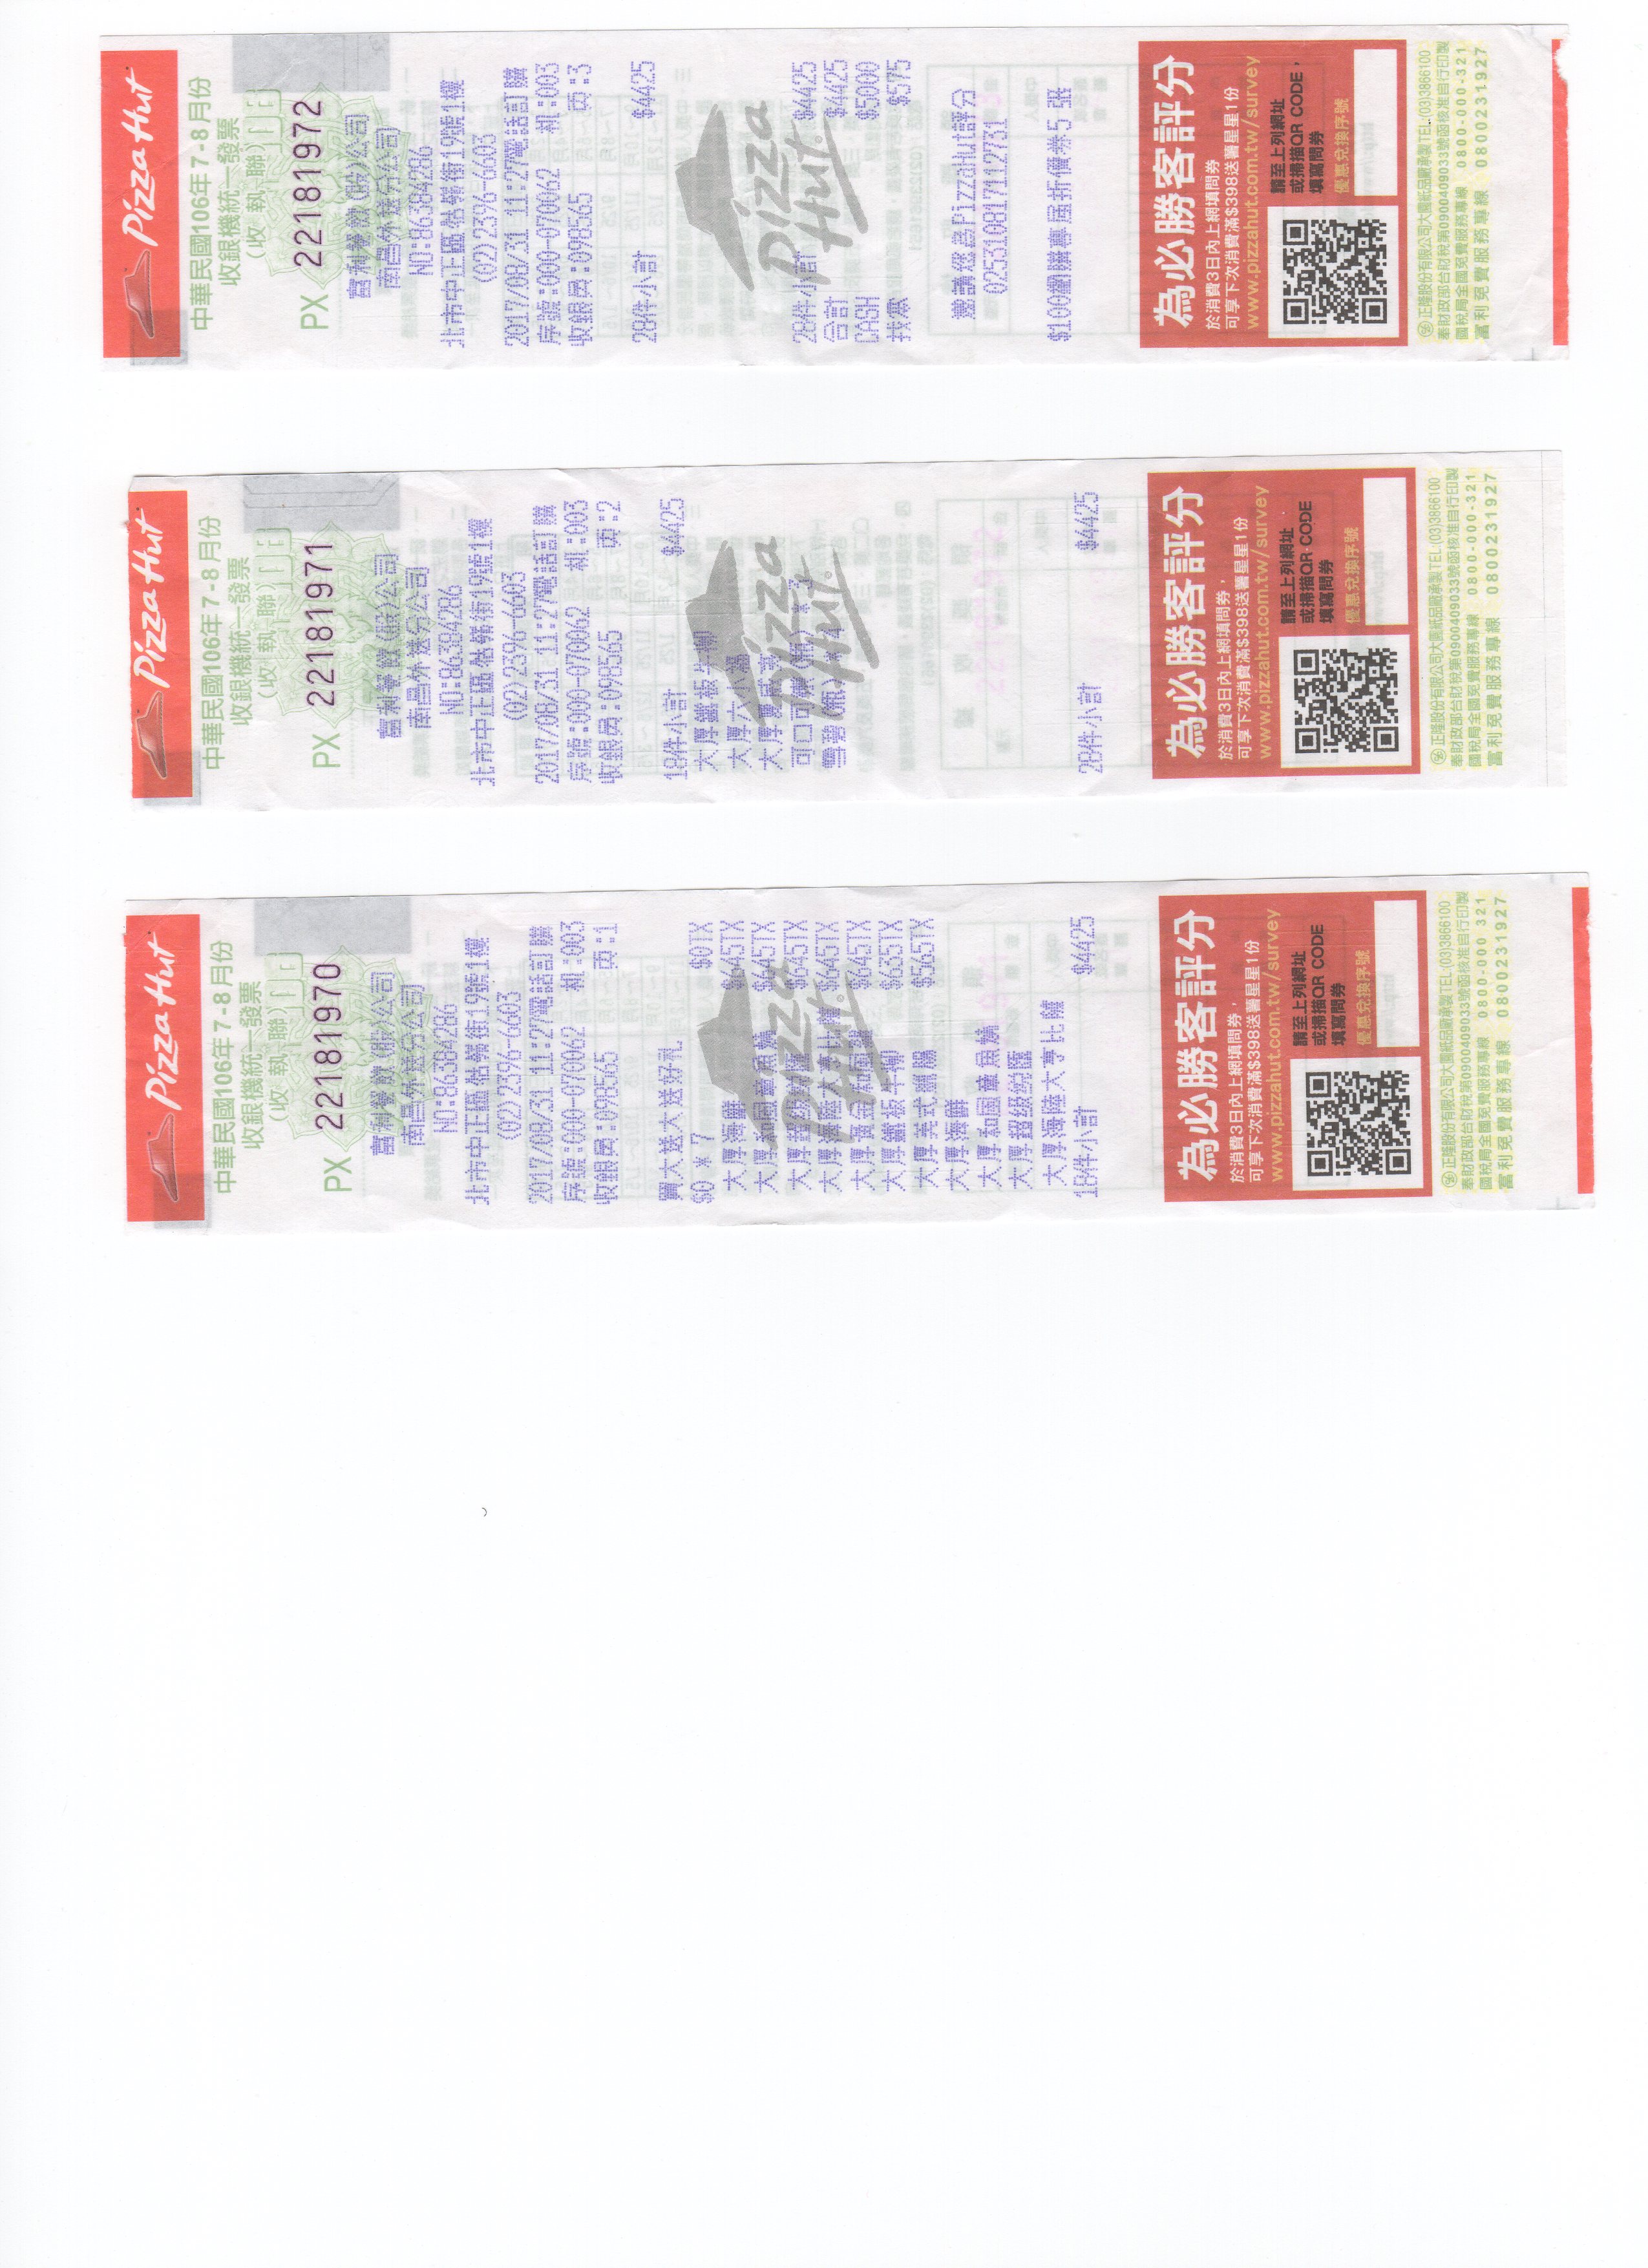 Pizza Hut
中華民國106年7-8月份
收銀機統一發票
(收執聯)
PX 22181970
富利餐飲(股)公司
南昌外送分公司
NO:86384286
北市中正區牯嶺街19號1樓
(02)2396-6603
2017/08/31 11:27電話訂購
序號:000-070062 机:003
收銀員:098565 頁:1
買大送大送好礼
$0 * 7 $0TX
大厚海鮮 $645TX
大厚和風章魚燒 $645TX
大厚超級總匯 $645TX
大厚海陸大亨比薩 $645TX
大厚黃金和風雞 $645TX
大厚鐵板牛柳 $635TX
大厚英式臘腸 $565TX
大厚海鮮
大厚和風章魚燒
大厚超級總匯
大厚海陸大亨比薩
18件小計 $4425
Pizza Hut
為必勝客評分
於消費3日內上網填問券，
可享下次消費滿$398送薯星星1份
www.pizzahut.com.tw/survey
請至上列網址
或掃描QR CODE
填寫問券
優惠兌換序號
正隆股份有限公司大園紙品廠承製TEL:(03)3866100
奉財政部台財稅第0900409033號函核准自行印製
國稅局全國免費服務專線 0800-000 321
富利免費服務專線 0800231927
Pizza Hut
中華民國106年7-8月份
收銀機統一發票
(收執聯)
PX 22181971
富利餐飲(股)公司
南昌外送分公司
NO:86384286
北市中正區牯嶺街19號1樓
(02)2396-6603
2017/08/31 11:27電話訂購
序號:000-070062 机:003
收銀員:098565 頁:2
18件小計 $4425
大厚鐵板牛柳
大厚六小福
大厚夏威夷
可口可樂(瓶) * 3
雪碧(瓶) * 4
28件小計 $4425
Pizza Hut
為必勝客評分
於消費3日內上網填問券，
可享下次消費滿$398送薯星星1份
www.pizzahut.com.tw/survey
請至上列網址
或掃描QR CODE
填寫問券
優惠兌換序號
正隆股份有限公司大園紙品廠承製TEL:(03)3866100
奉財政部台財稅第0900409033號函核准自行印製
國稅局全國免費服務專線 0800-000-321
富利免費服務專線 0800231927
Pizza Hut
中華民國106年7-8月份
收銀機統一發票
(收執聯)
PX 22181972
富利餐飲(股)公司
南昌外送分公司
NO:86384286
北市中正區牯嶺街19號1樓
(02)2396-6603
2017/08/31 11:27電話訂購
序號:000-070062 机:003
收銀員:098565 頁:3
28件小計 $4425
28件小計 $4425
合計 $4425
CASH $5000
找零 $575
Pizza Hut
邀請您為PizzaHut評分
025310817112731
$100網購專屆折價券5 張
為必勝客評分
於消費3日內上網填問券
可享下次消費滿$398送薯星星1份
www.pizzahut.com.tw/survey
請至上列網址
或掃描QR CODE，
填寫問券
優惠兌換序號
正隆股份有限公司大園紙品廠承製TEL:(03)3866100
奉財政部台財稅第0900409033號函核准自行印製
國稅局全國免費服務專線 0800-000-321
富利免費服務專線 0800231927